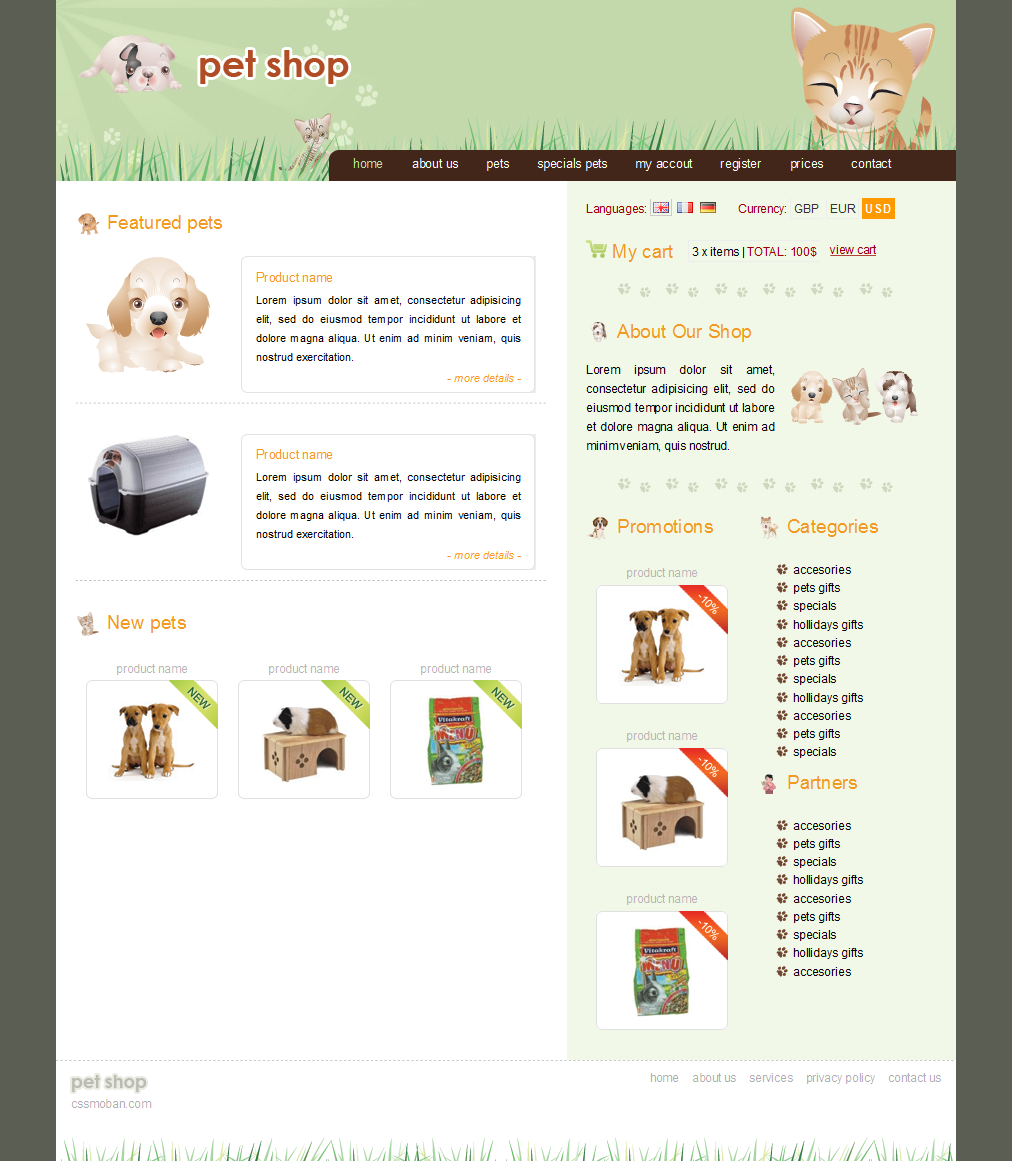 pet shop
home about us pets specials pets my accout register prices contact
Featured pets
Product name
Lorem ipsum dolor sit amet, consectetur adipisicing
elit, sed do eiusmod tempor incididunt ut labore et
dolore magna aliqua. Ut enim ad minim veniam, quis
nostrud exercitation.
- more details -
Product name
Lorem ipsum dolor sit amet, consectetur adipisicing
elit, sed do eiusmod tempor incididunt ut labore et
dolore magna aliqua. Ut enim ad minim veniam, quis
nostrud exercitation.
- more details -
New pets
product name product name product name
NEW NEW NEW
Vitakraft
MENU
Languages: Currency: GBP EUR USD
My cart 3 x items | TOTAL: 100$ view cart
About Our Shop
Lorem ipsum dolor sit amet,
consectetur adipisicing elit, sed do
eiusmod tempor incididunt ut labore
et dolore magna aliqua. Ut enim ad
minimveniam, quis nostrud.
Promotions
product name
-10%
product name
-10%
product name
-10%
Vitakraft
MENU
Categories
accesories
pets gifts
specials
hollidays gifts
accesories
pets gifts
specials
hollidays gifts
accesories
pets gifts
specials
Partners
accesories
pets gifts
specials
hollidays gifts
accesories
pets gifts
specials
hollidays gifts
accesories
pet shop
cssmoban.com
home about us services privacy policy contact us